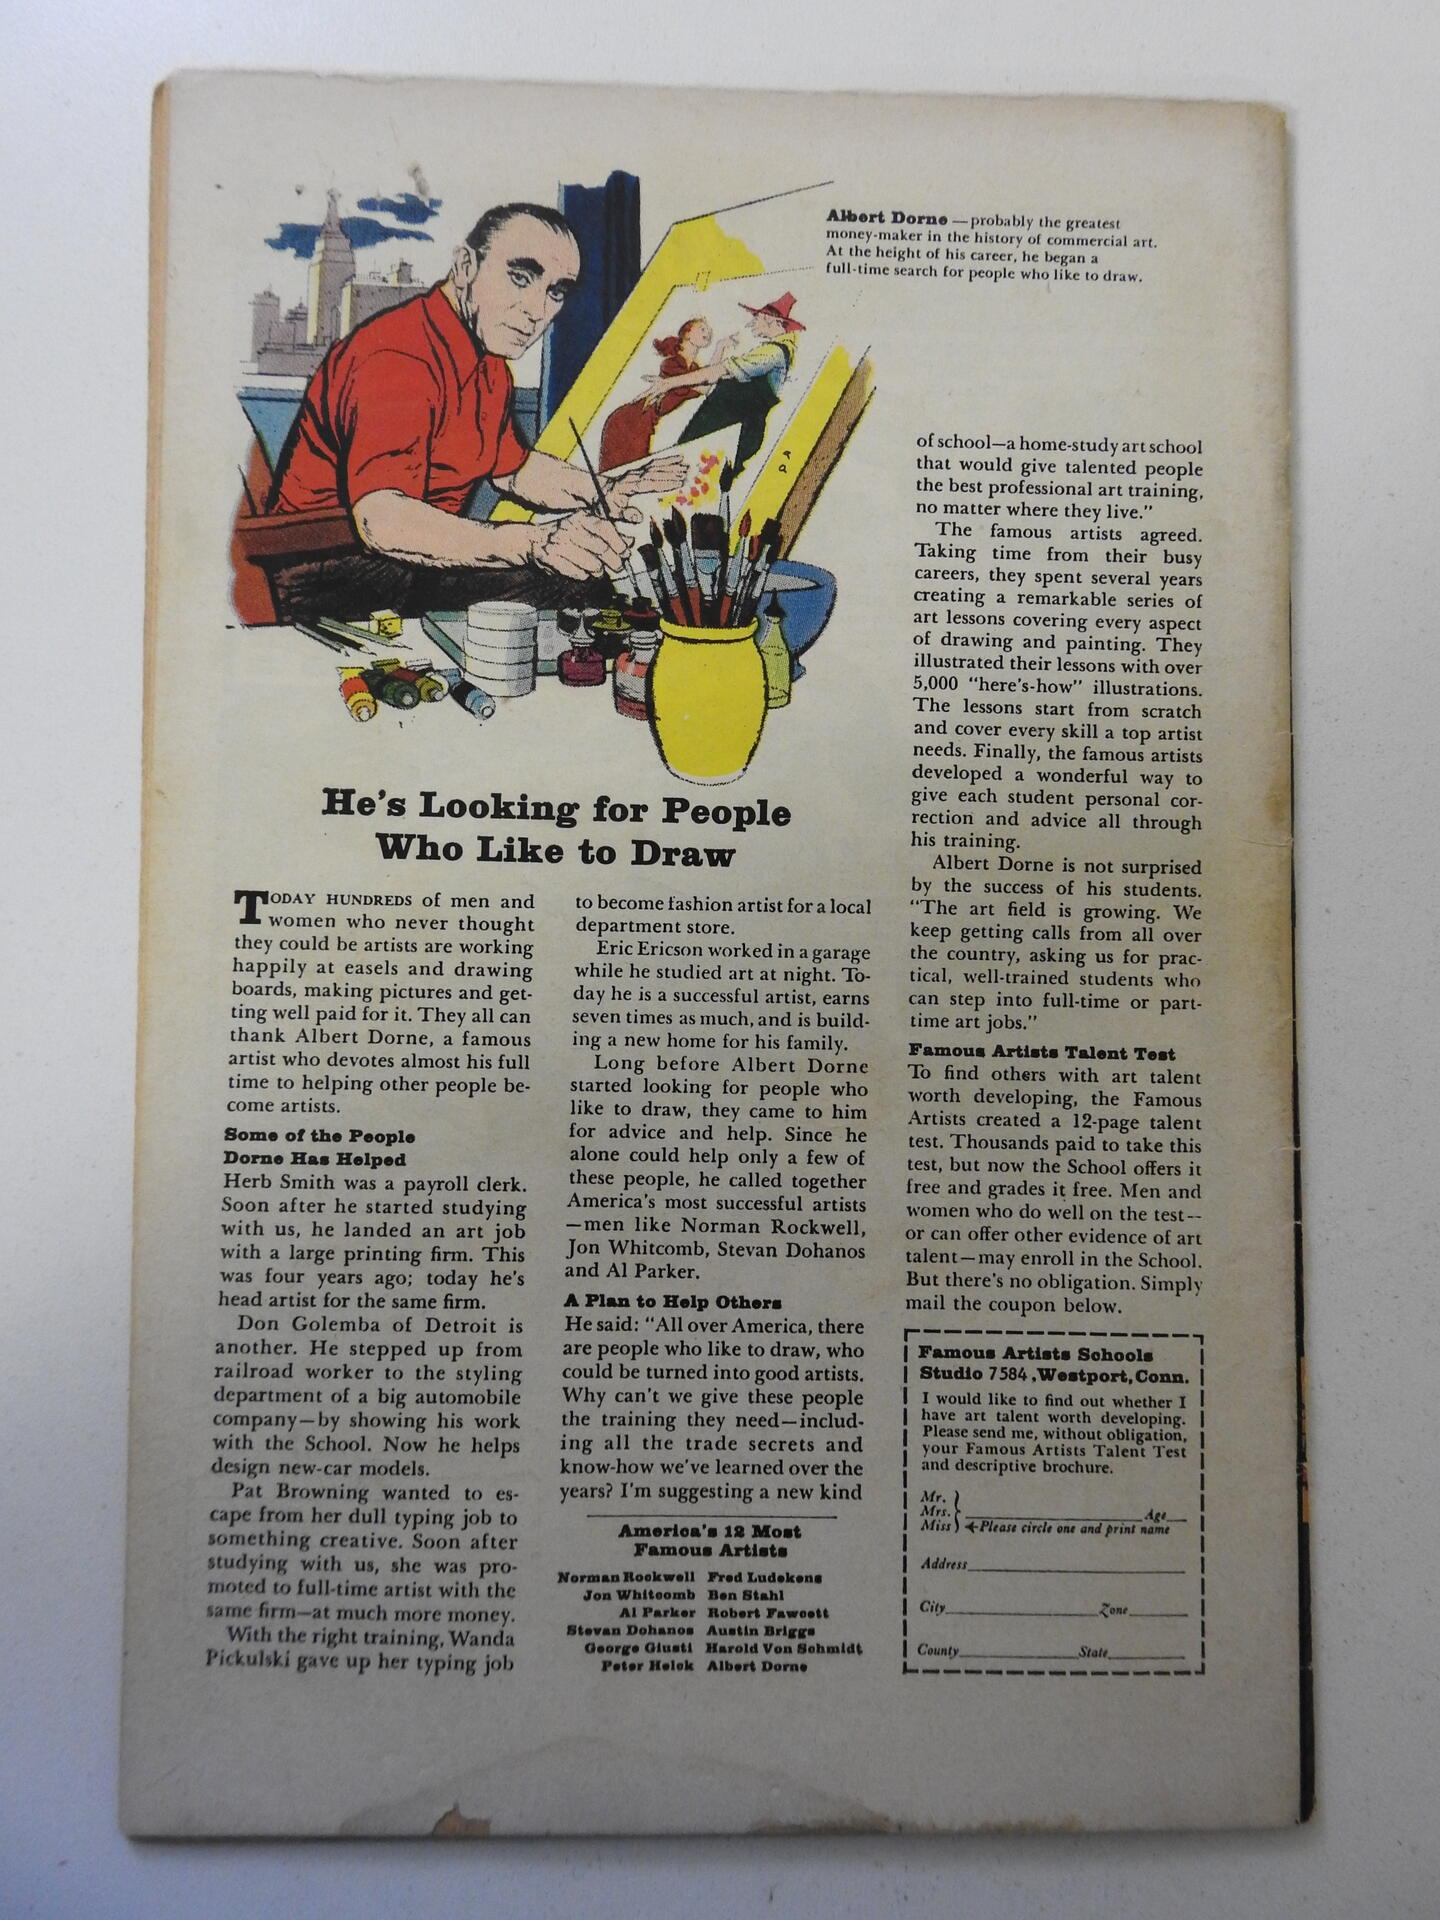 Albert Dorne — probably the greatest
money-maker in the history of commercial art.
At the height of his career, he began a
full-time search for people who like to draw.
He's Looking for People
Who Like to Draw
TODAY HUNDREDS of men and
women who never thought
they could be artists are working
happily at easels and drawing
boards, making pictures and get-
ting well paid for it. They all can
thank Albert Dorne, a famous
artist who devotes almost his full
time to helping other people be-
come artists.
Some of the People
Dorne Has Helped
Herb Smith was a payroll clerk.
Soon after he started studying
with us, he landed an art job
with a large printing firm. This
was four years ago; today he's
head artist for the same firm.
Don Golemba of Detroit is
another. He stepped up from
railroad worker to the styling
department of a big automobile
company—by showing his work
with the School. Now he helps
design new-car models.
Pat Browning wanted to es-
cape from her dull typing job to
something creative. Soon after
studying with us, she was pro-
moted to full-time artist with the
same firm—at much more money.
With the right training, Wanda
Pickulski gave up her typing job
to become fashion artist for a local
department store.
Eric Ericson worked in a garage
while he studied art at night. To-
day he is a successful artist, earns
seven times as much, and is build-
ing a new home for his family.
Long before Albert Dorne
started looking for people who
like to draw, they came to him
for advice and help. Since he
alone could help only a few of
these people, he called together
America's most successful artists
—men like Norman Rockwell,
Jon Whitcomb, Stevan Dohanos
and Al Parker.
A Plan to Help Others
He said: "All over America, there
are people who like to draw, who
could be turned into good artists.
Why can't we give these people
the training they need—includ-
ing all the trade secrets and
know-how we've learned over the
years? I'm suggesting a new kind
America's 12 Most
Famous Artists
Norman Rockwell Fred Ludekens
Jon Whitcomb Ben Stahl
Al Parker Robert Fawcett
Stevan Dohanos Austin Briggs
George Giusti Harold Von Schmidt
Peter Helck Albert Dorne
of school—a home-study art school
that would give talented people
the best professional art training,
no matter where they live."
The famous artists agreed.
Taking time from their busy
careers, they spent several years
creating a remarkable series of
art lessons covering every aspect
of drawing and painting. They
illustrated their lessons with over
5,000 "here's-how" illustrations.
The lessons start from scratch
and cover every skill a top artist
needs. Finally, the famous artists
developed a wonderful way to
give each student personal cor-
rection and advice all through
his training.
Albert Dorne is not surprised
by the success of his students.
"The art field is growing. We
keep getting calls from all over
the country, asking us for prac-
tical, well-trained students who
can step into full-time or part-
time art jobs."
Famous Artists Talent Test
To find others with art talent
worth developing, the Famous
Artists created a 12-page talent
test. Thousands paid to take this
test, but now the School offers it
free and grades it free. Men and
women who do well on the test--
or can offer other evidence of art
talent—may enroll in the School.
But there's no obligation. Simply
mail the coupon below.
Famous Artists Schools
Studio 7584, Westport, Conn.
I would like to find out whether I
have art talent worth developing.
Please send me, without obligation,
your Famous Artists Talent Test
and descriptive brochure.
Mr.
Mrs. Age
Miss Please circle one and print name
Address
City Zone
County State